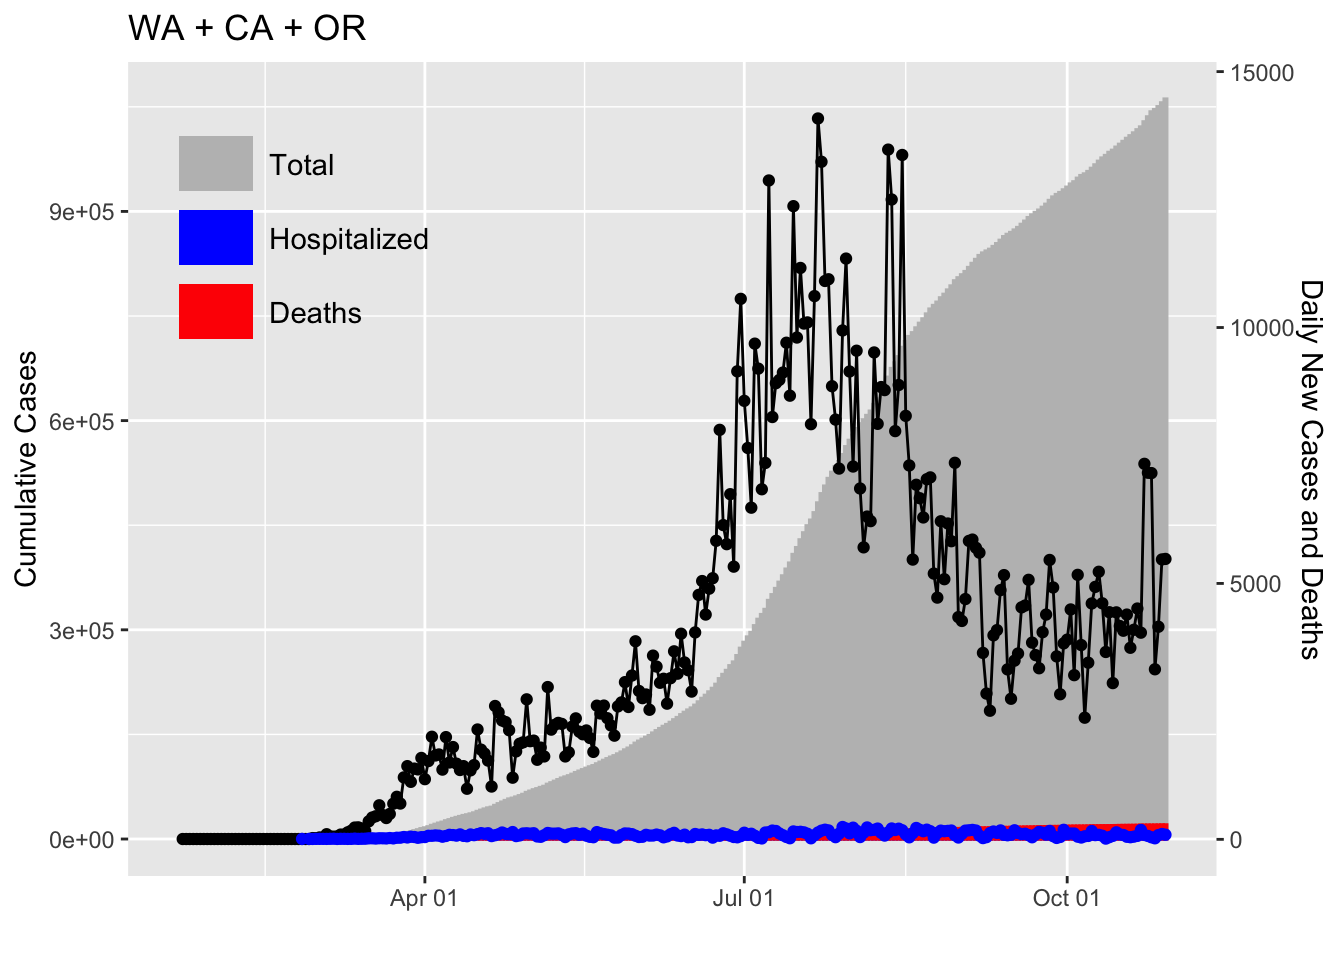 WA + CA + OR
Total
Hospitalized
Deaths
Cumulative Cases
9e+05
6e+05
3e+05
0e+00
15000
10000
5000
0
Daily New Cases and Deaths
Apr 01
Jul 01
Oct 01